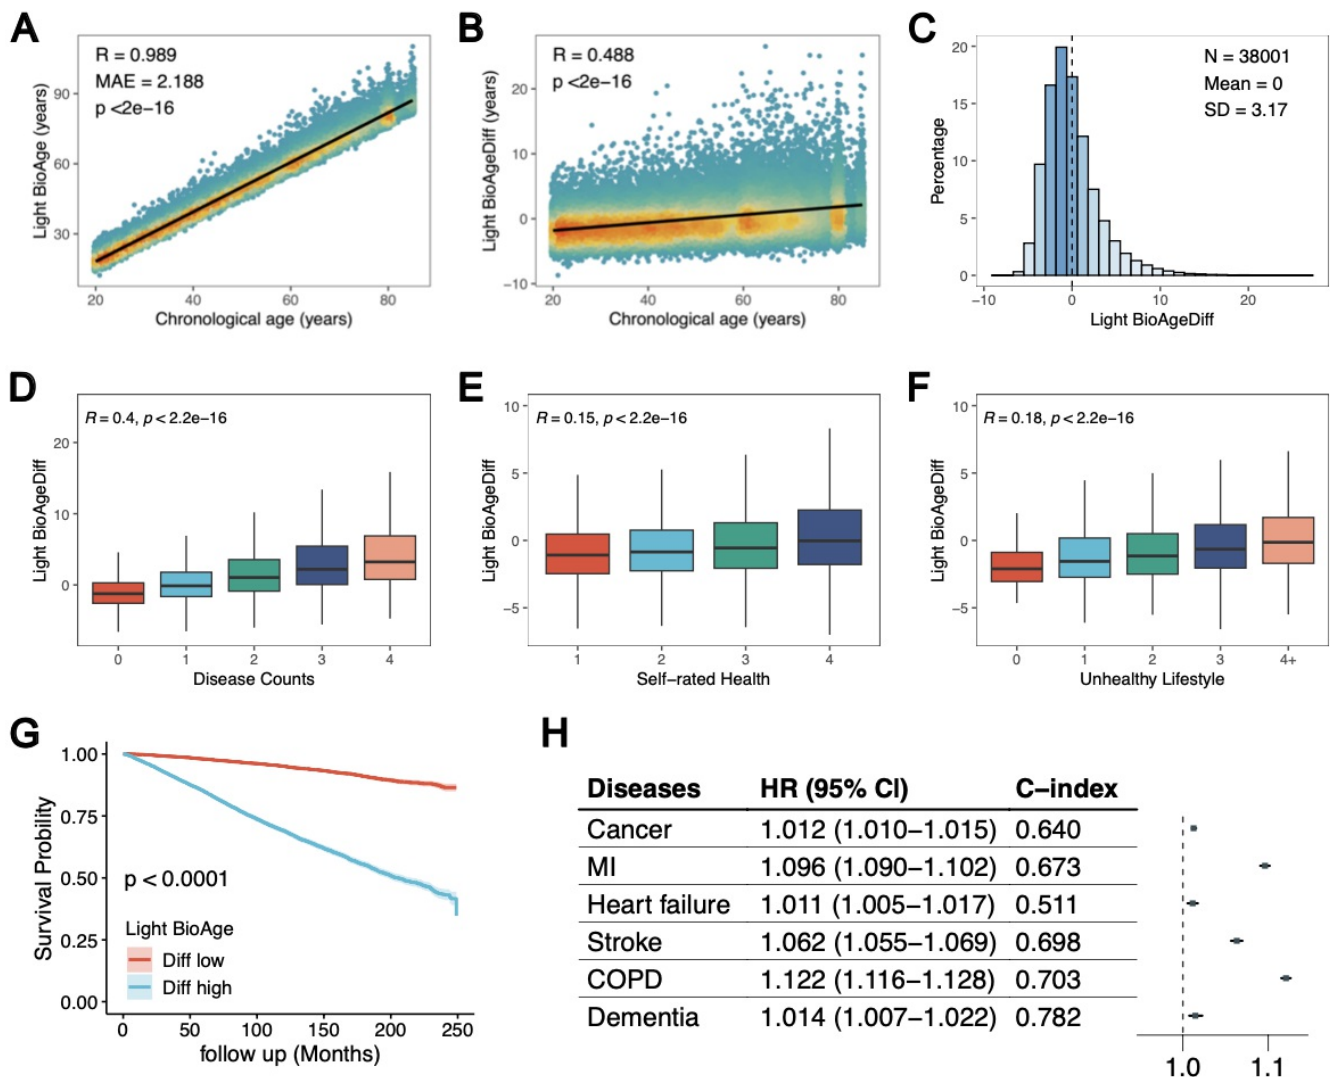 A
R = 0.989
MAE = 2.188
p <2e−16
Light BioAge (years)
90
60
30
20
40
60
80
Chronological age (years)
B
R = 0.488
p <2e−16
Light BioAgeDiff (years)
20
10
0
−10
20
40
60
80
Chronological age (years)
C
N = 38001
Mean = 0
SD = 3.17
Percentage
20
15
10
5
0
−10
0
10
20
Light BioAgeDiff
D
R = 0.4, p < 2.2e−16
Light BioAgeDiff
20
10
0
0
1
2
3
4
Disease Counts
E
R = 0.15, p < 2.2e−16
Light BioAgeDiff
10
5
0
−5
1
2
3
4
Self−rated Health
F
R = 0.18, p < 2.2e−16
Light BioAgeDiff
10
5
0
−5
0
1
2
3
4+
Unhealthy Lifestyle
G
Survival Probility
1.00
0.75
0.50
0.25
0.00
p < 0.0001
Light BioAge
Diff low
Diff high
0
50
100
150
200
250
follow up (Months)
H
Diseases HR (95% CI) C−index
Cancer 1.012 (1.010−1.015) 0.640
MI 1.096 (1.090−1.102) 0.673
Heart failure 1.011 (1.005−1.017) 0.511
Stroke 1.062 (1.055−1.069) 0.698
COPD 1.122 (1.116−1.128) 0.703
Dementia 1.014 (1.007−1.022) 0.782
1.0
1.1